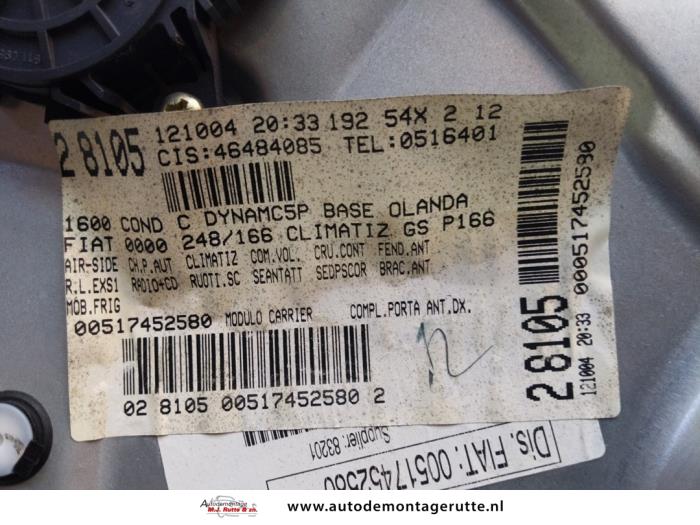 2 8105
121004 20:33 192 54X 2 12
CIS:46484085 TEL:0516401
1600 COND C DYNAMC5P BASE OLANDA
FIAT 0000 248/166 CLIMATIZ GS P166
AIR-SIDE CH.P.AUT CLIMATIZ COM.VOL. CRU.CONT FEND.ANT
R.L.EXS1 RADIO+CD RUOTI.SC SEANTATT SEDPSCOR BRAC.ANT
MOB.FRIG
00517452580 MODULO CARRIER COMPL.PORTA ANT.DX.
02 8105 00517452580 2
2 8105
121004 20:33 000517452590
12
Dis. FIAT: 005174525
Supplier: 83201
Autodemontage
M.J. Rutte & zn.
www.autodemontagerutte.nl